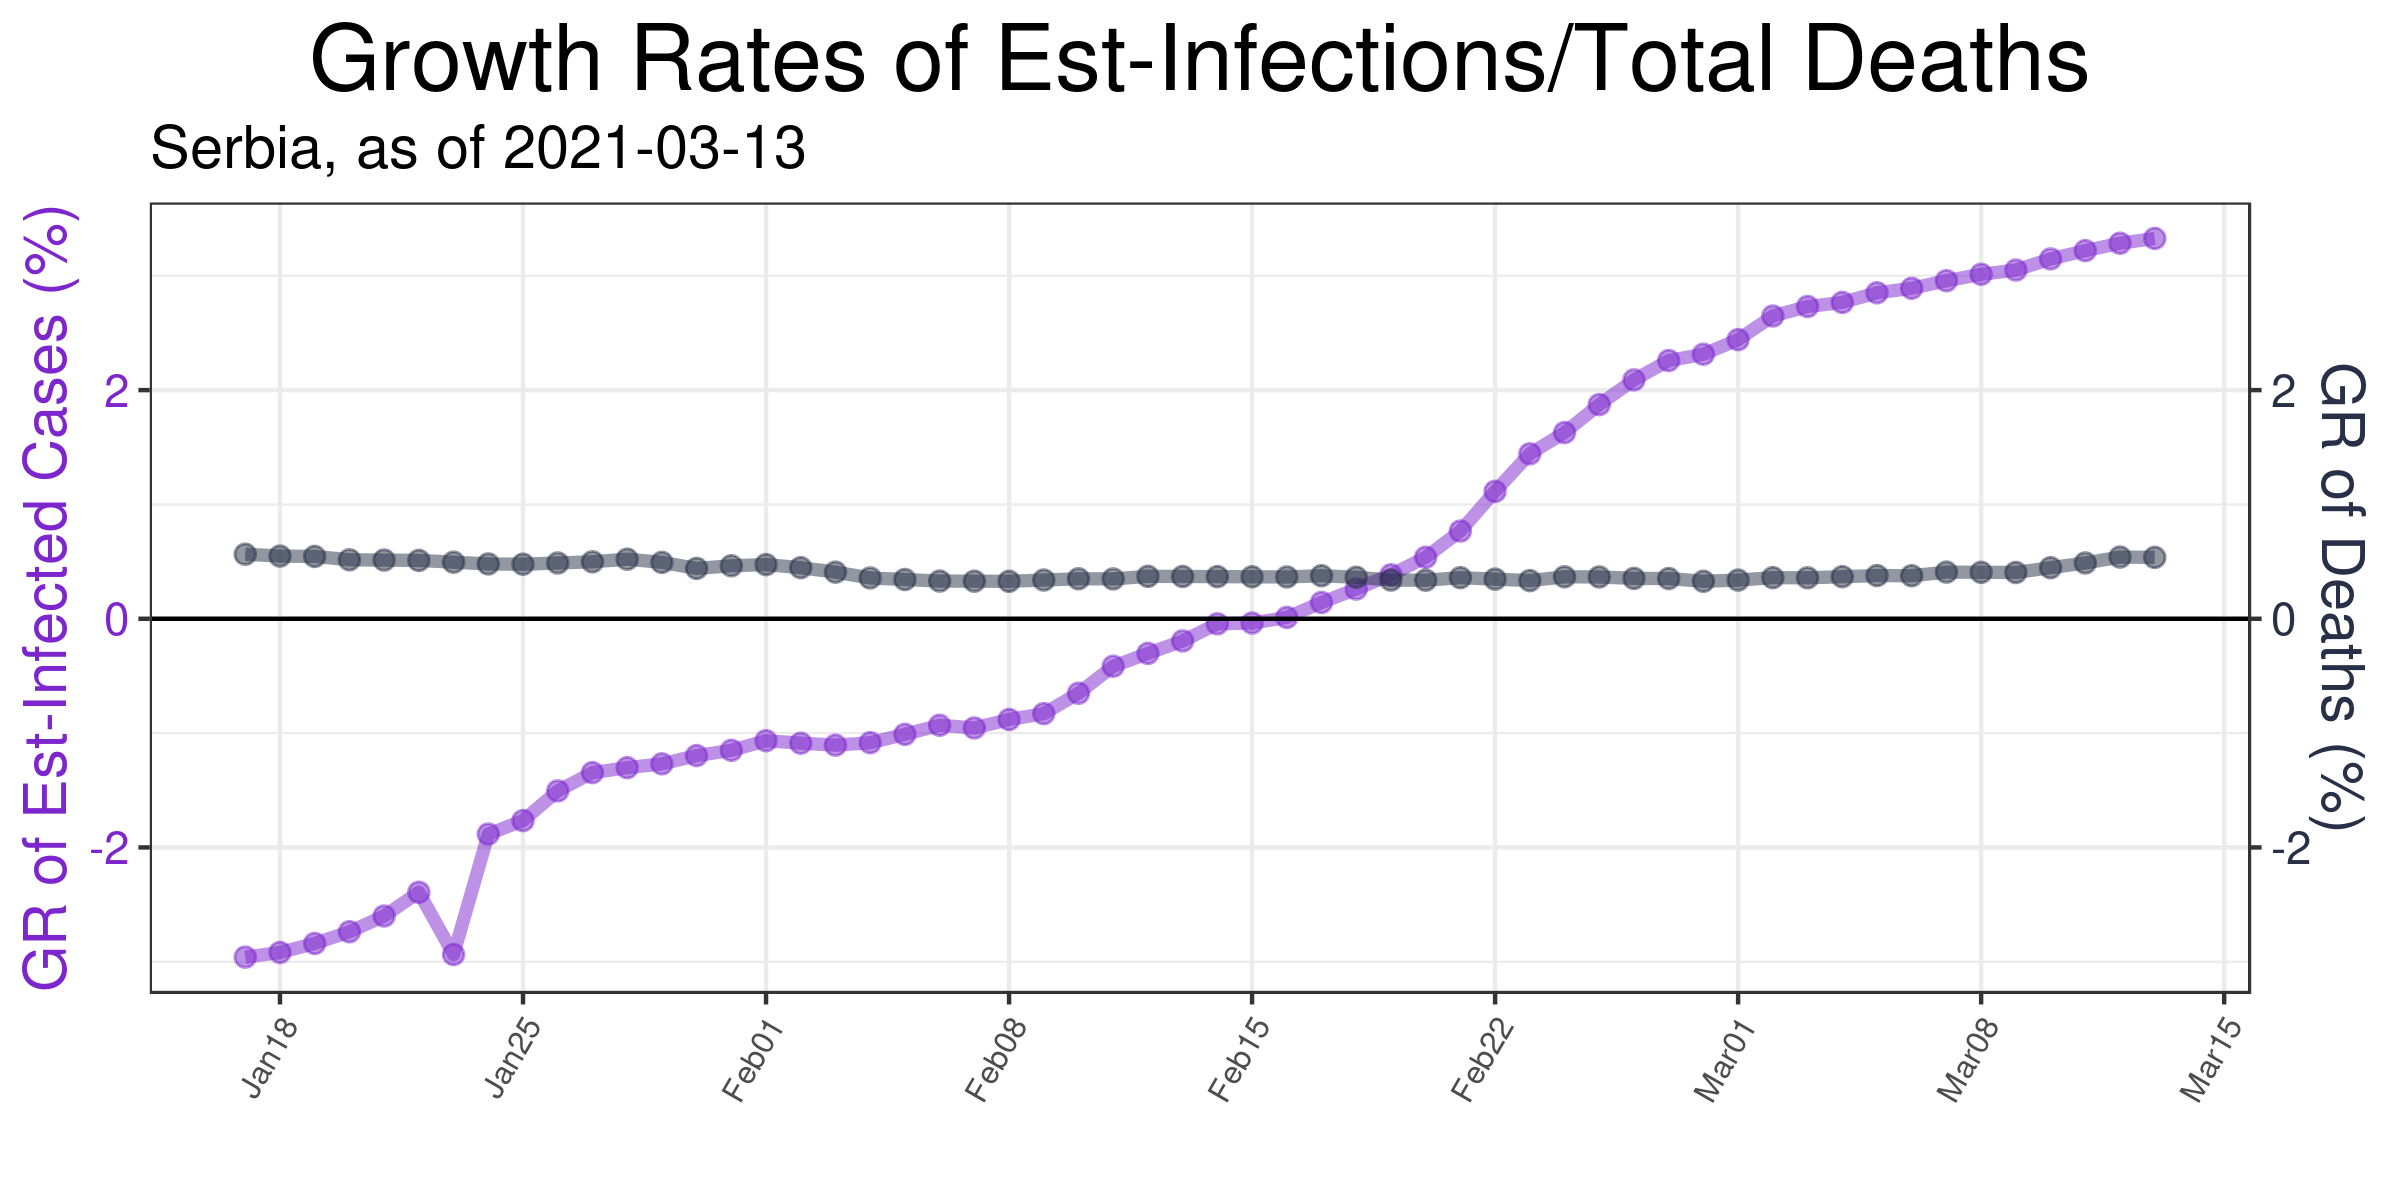 Growth Rates of Est-Infections/Total Deaths
Serbia, as of 2021-03-13
GR of Est-Infected Cases (%)
2
0
-2
2
0
-2
GR of Deaths (%)
Jan18
Jan25
Feb01
Feb08
Feb15
Feb22
Mar01
Mar08
Mar15